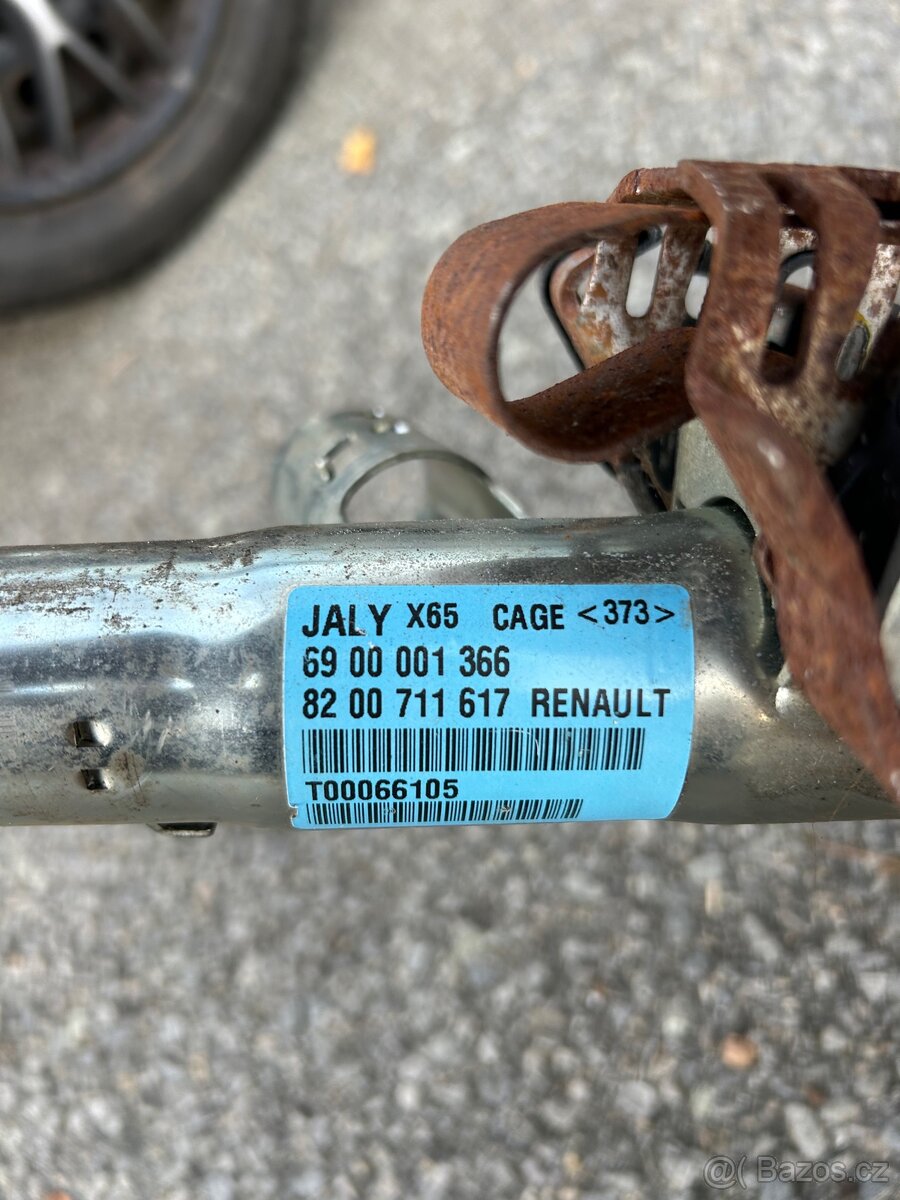 JALY X65 CAGE <373>
69 00 001 366
82 00 711 617 RENAULT
T00066105
@( Bazos.cz